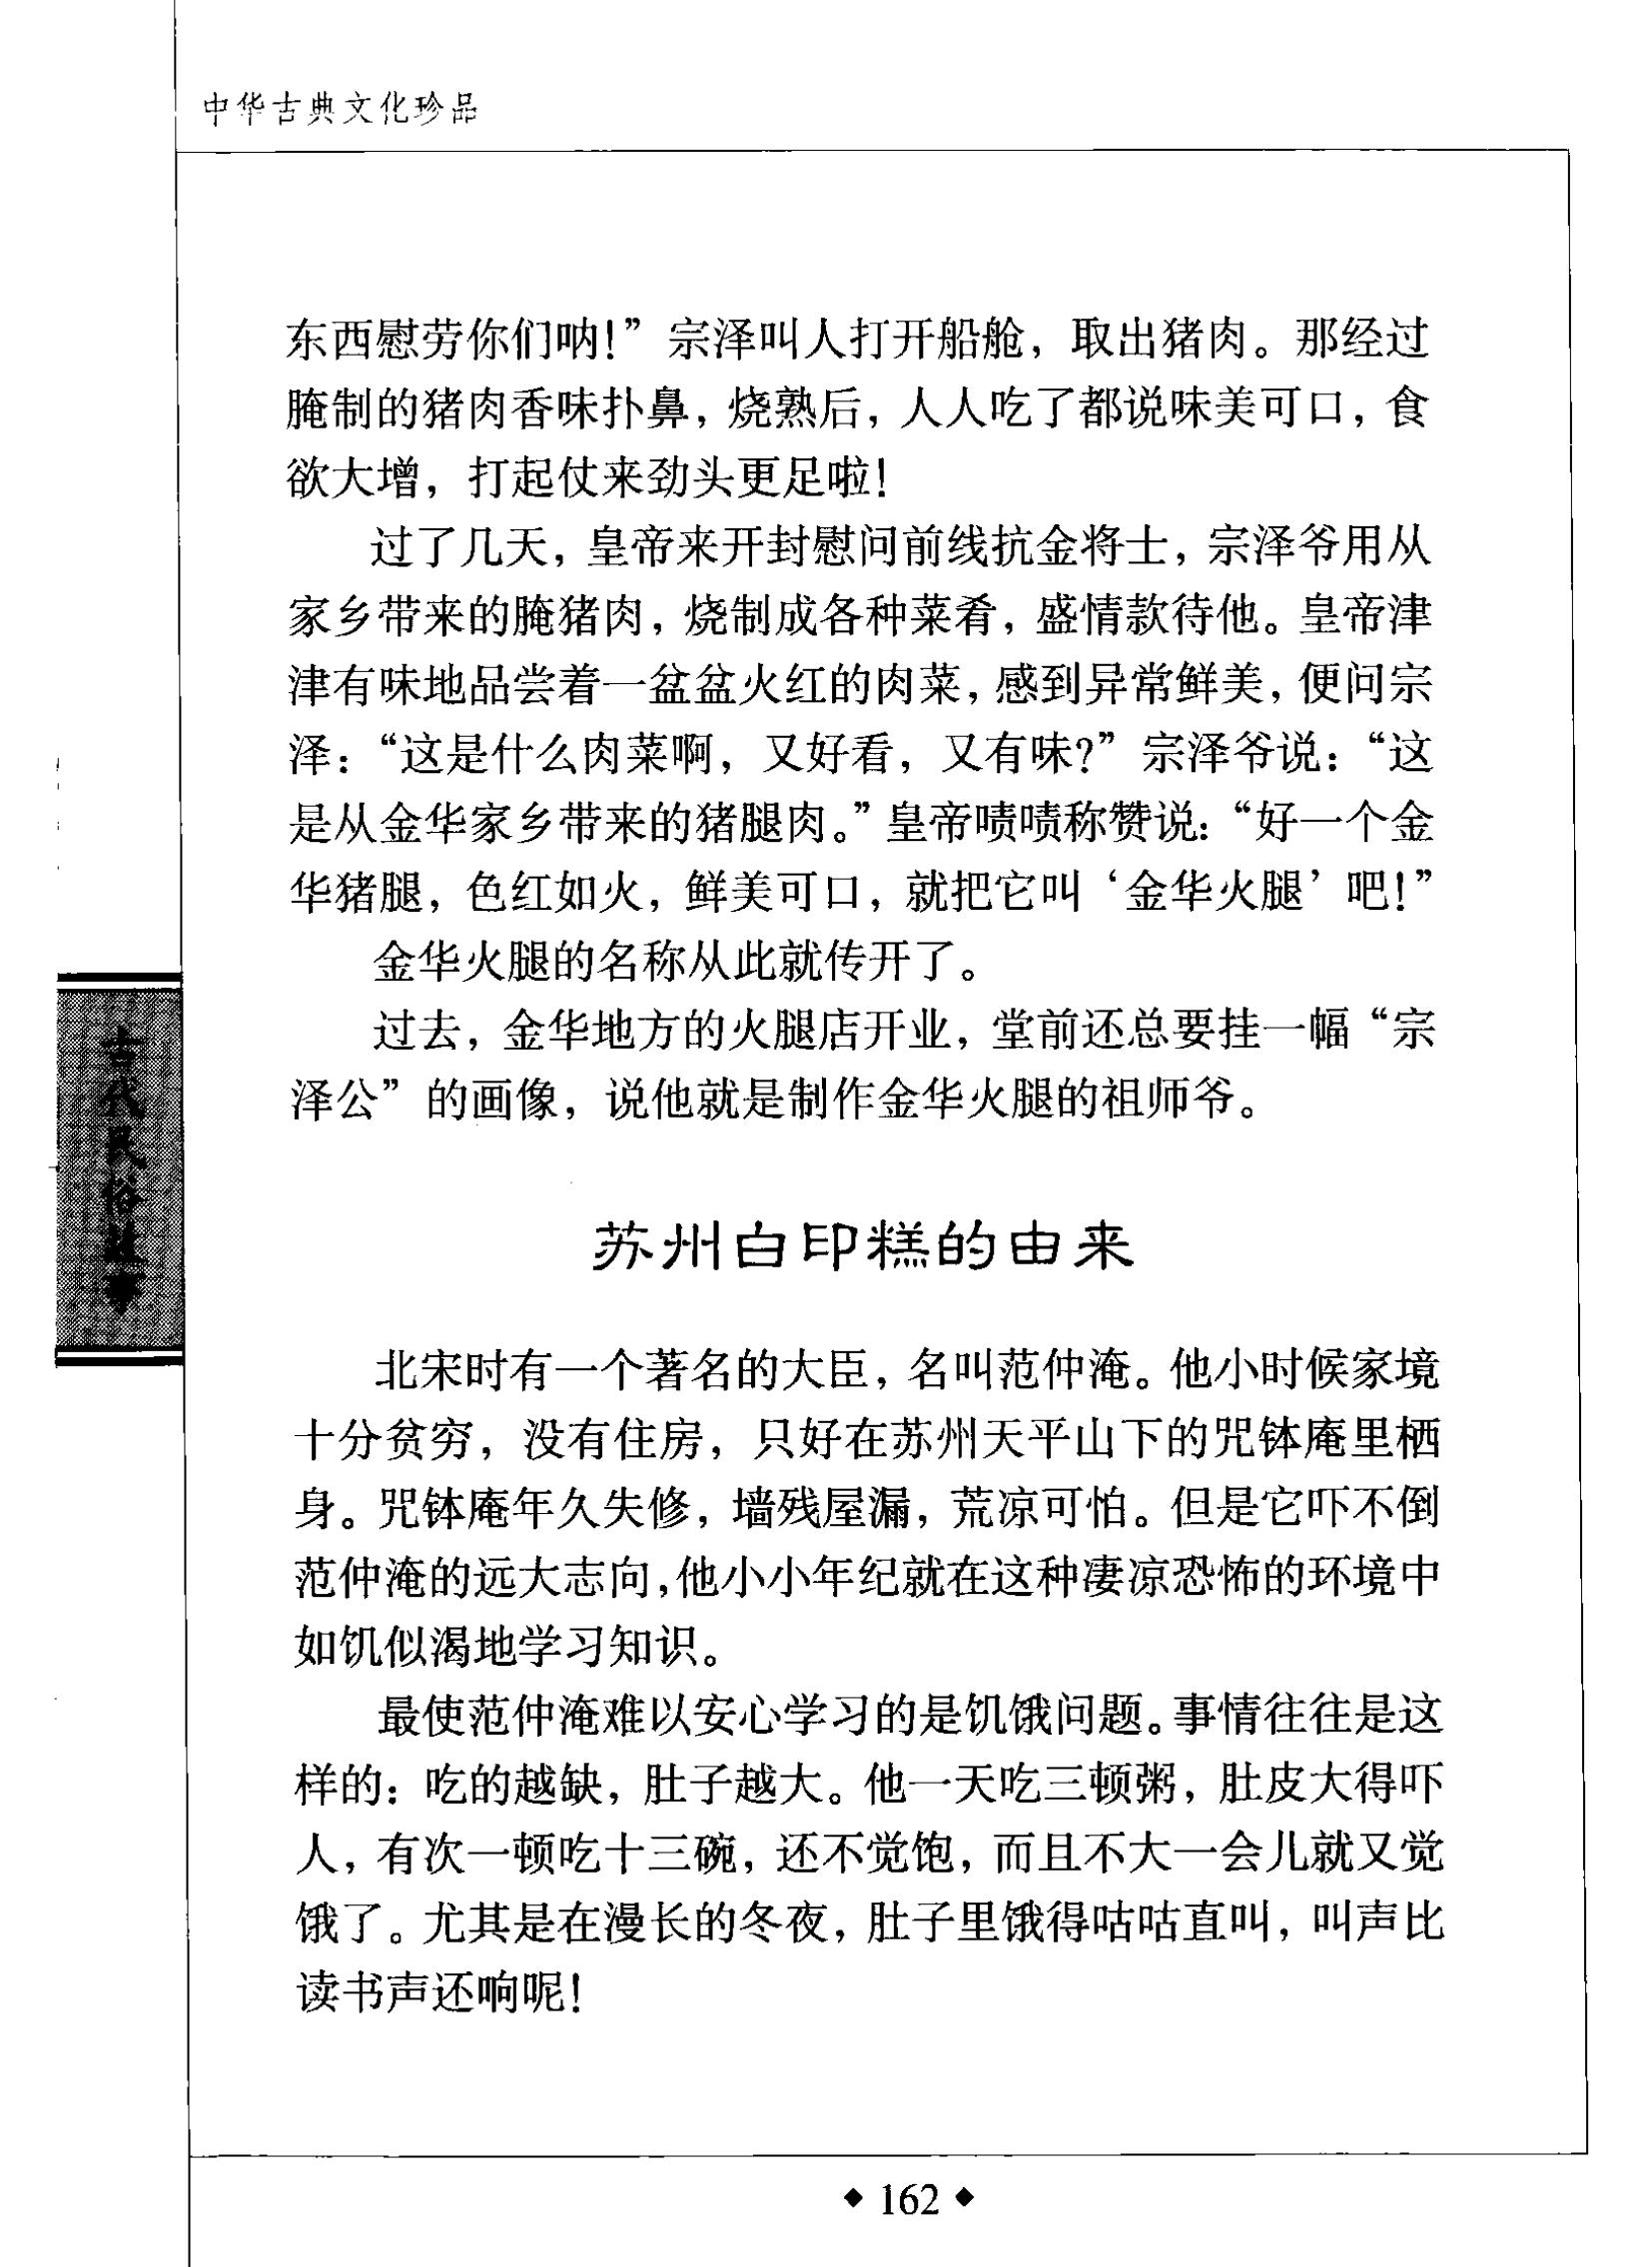 中华古典文化珍品
东西慰劳你们呐！”宗泽叫人打开船舱，取出猪肉。那经过
腌制的猪肉香味扑鼻，烧熟后，人人吃了都说味美可口，食
欲大增，打起仗来劲头更足啦！
过了几天，皇帝来开封慰问前线抗金将士，宗泽爷用从
家乡带来的腌猪肉，烧制成各种菜肴，盛情款待他。皇帝津
津有味地品尝着一盆盆火红的肉菜，感到异常鲜美，便问宗
泽：“这是什么肉菜啊，又好看，又有味？”宗泽爷说：“这
是从金华家乡带来的猪腿肉。”皇帝啧啧称赞说：“好一个金
华猪腿，色红如火，鲜美可口，就把它叫‘金华火腿’吧！”
金华火腿的名称从此就传开了。
过去，金华地方的火腿店开业，堂前还总要挂一幅“宗
泽公”的画像，说他就是制作金华火腿的祖师爷。
古代民俗趣事
苏州白印糕的由来
北宋时有一个著名的大臣，名叫范仲淹。他小时候家境
十分贫穷，没有住房，只好在苏州天平山下的咒钵庵里栖
身。咒钵庵年久失修，墙残屋漏，荒凉可怕。但是它吓不倒
范仲淹的远大志向，他小小年纪就在这种凄凉恐怖的环境中
如饥似渴地学习知识。
最使范仲淹难以安心学习的是饥饿问题。事情往往是这
样的：吃的越缺，肚子越大。他一天吃三顿粥，肚皮大得吓
人，有次一顿吃十三碗，还不觉饱，而且不大一会儿就又觉
饿了。尤其是在漫长的冬夜，肚子里饿得咕咕直叫，叫声比
读书声还响呢！
◆ 162 ◆